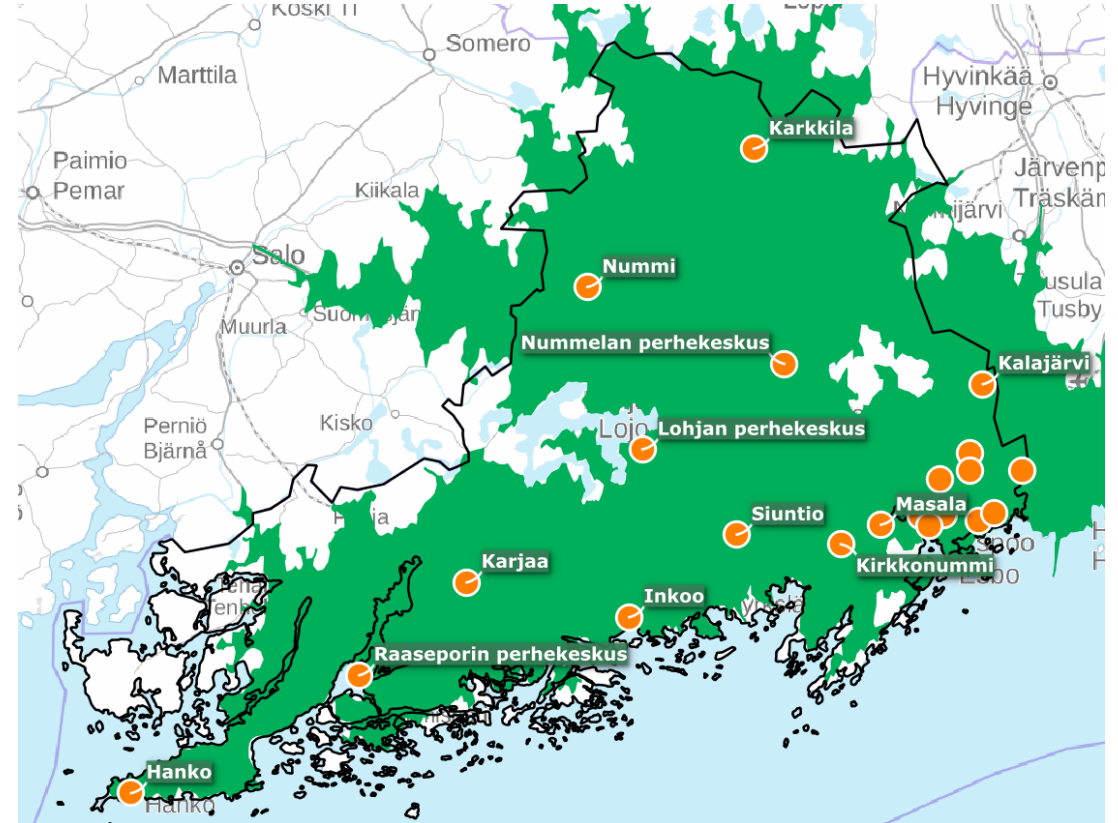 Koski Tl
Somero
Marttila
Hyvinkää
Hyvinge
Karkkila
Paimio
Pemar
Kiikala
Järvenp
Träskän
Salo
Nummi
Muurla
Tusby
Nummelan perhekeskus
Kalajärvi
Kisko
Perniö
Bjärnå
Lojo
Lohjan perhekeskus
Masala
Siuntio
Kirkkonummi
Karjaa
Inkoo
Raaseporin perhekeskus
Hanko
Hanko